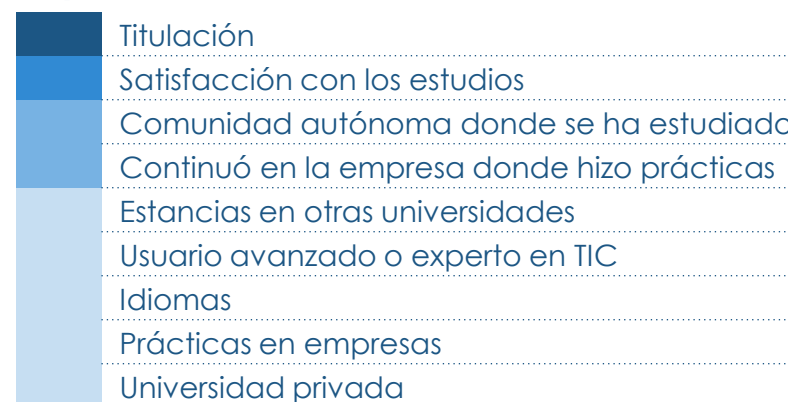 Titulación
Satisfacción con los estudios
Comunidad autónoma donde se ha estudiado
Continuó en la empresa donde hizo prácticas
Estancias en otras universidades
Usuario avanzado o experto en TIC
Idiomas
Prácticas en empresas
Universidad privada